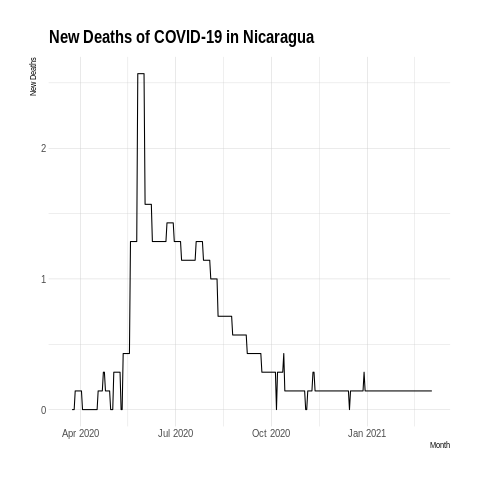 New Deaths of COVID-19 in Nicaragua
New Deaths
2
1
0
Apr 2020 Jul 2020 Oct 2020 Jan 2021
Month